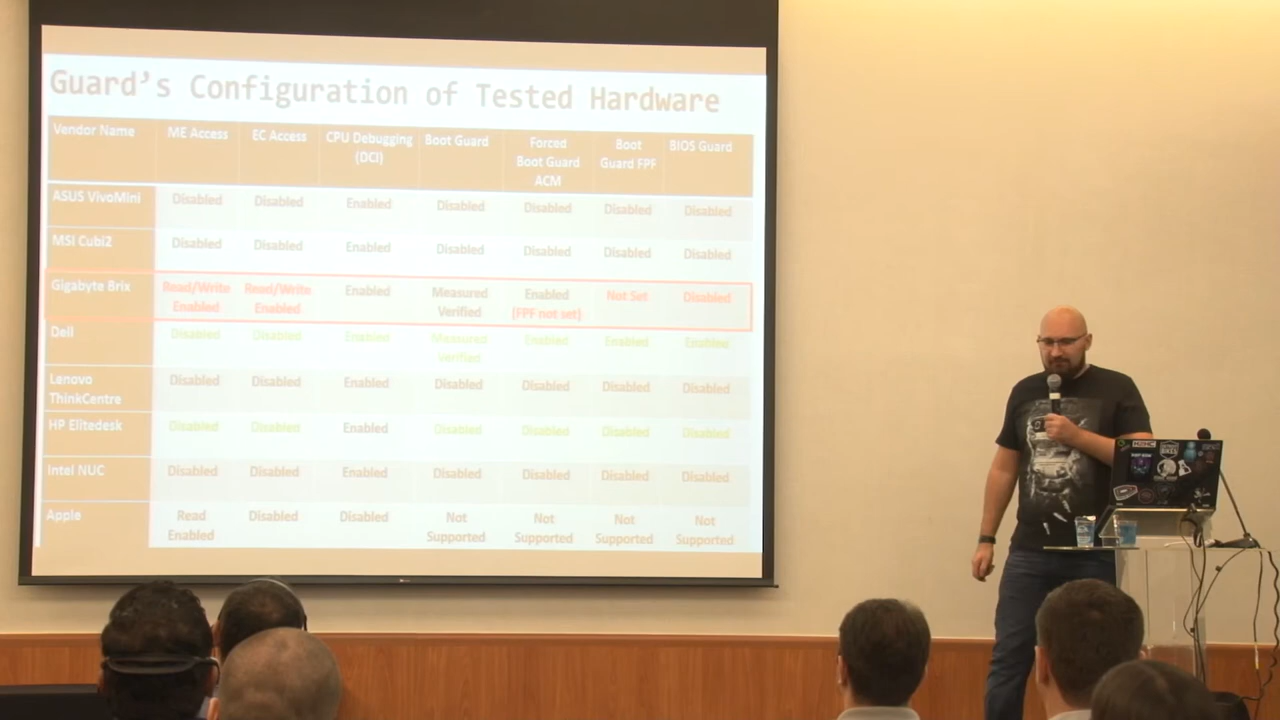 Guard's Configuration of Tested Hardware
Vendor Name ME Access EC Access CPU Debugging (DCI) Boot Guard Forced Boot Guard ACM Boot Guard FPF BIOS Guard
ASUS VivoMini Disabled Disabled Enabled Disabled Disabled Disabled Disabled
MSI Cubi2 Disabled Disabled Enabled Disabled Disabled Disabled Disabled
Gigabyte Brix Read/Write Enabled Read/Write Enabled Enabled Measured Verified Enabled (FPF not set) Not Set Disabled
Dell Disabled Disabled Enabled Measured Verified Enabled Enabled Enabled
Lenovo ThinkCentre Disabled Disabled Enabled Disabled Disabled Disabled Disabled
HP Elitedesk Disabled Disabled Enabled Disabled Disabled Disabled Disabled
Intel NUC Disabled Disabled Enabled Disabled Disabled Disabled Disabled
Apple Read Enabled Disabled Disabled Not Supported Not Supported Not Supported Not Supported
H2HC